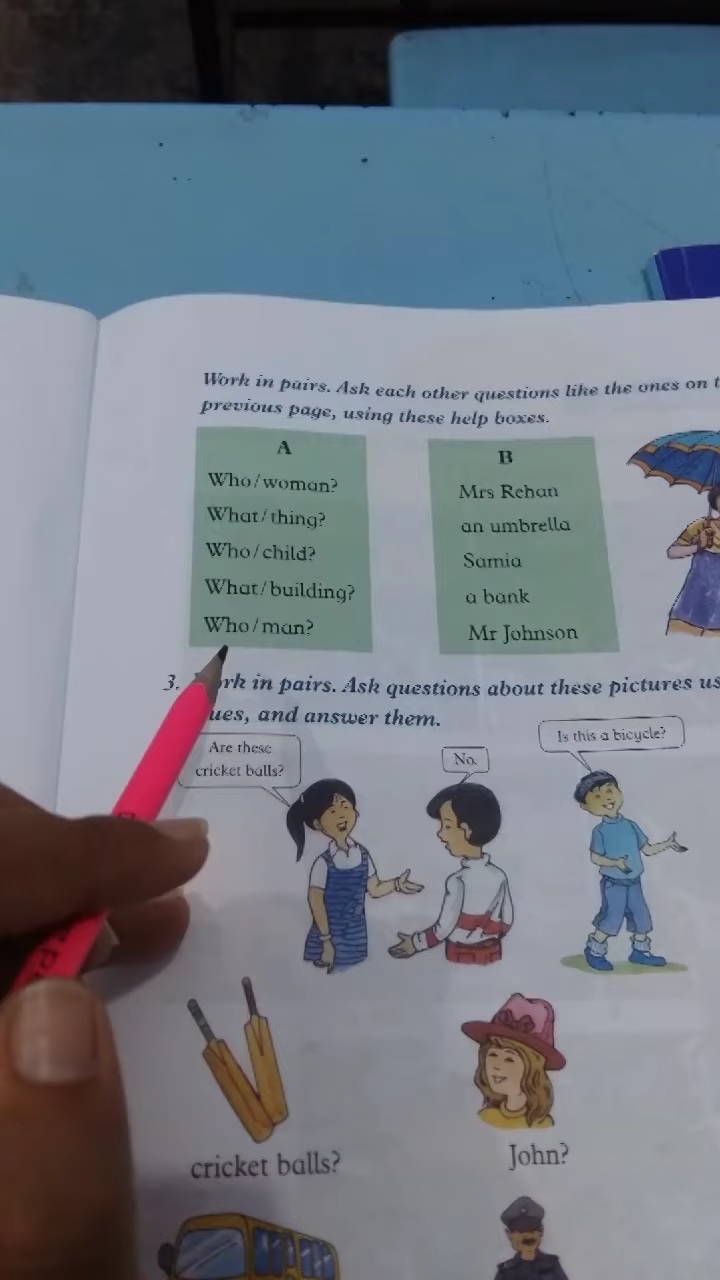 Work in pairs. Ask each other questions like the ones on
previous page, using these help boxes.
A
Who/woman?
What/thing?
Who/child?
What/building?
Who/man?
B
Mrs Rehan
an umbrella
Samia
a bank
Mr Johnson
3. in pairs. Ask questions about these pictures
and answer them.
Are these
cricket balls?
No.
Is this a bicycle?
cricket balls?
John?